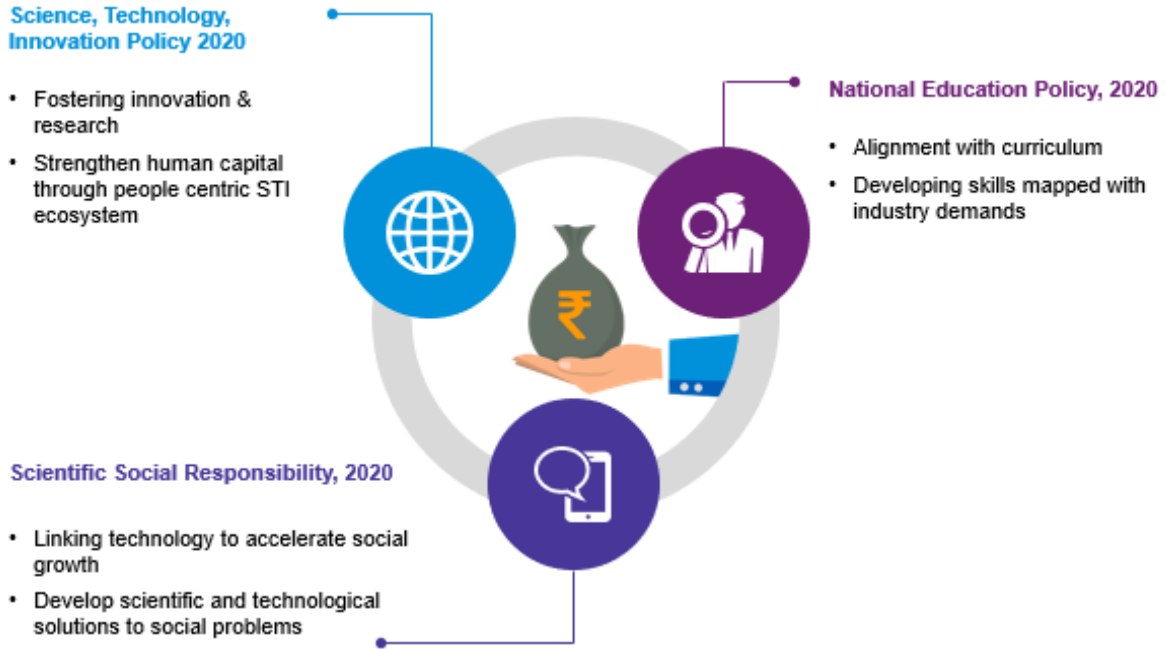 Science, Technology,
Innovation Policy 2020
• Fostering innovation &
research
• Strengthen human capital
through people centric STI
ecosystem
National Education Policy, 2020
• Alignment with curriculum
• Developing skills mapped with
industry demands
₹
Scientific Social Responsibility, 2020
• Linking technology to accelerate social
growth
• Develop scientific and technological
solutions to social problems